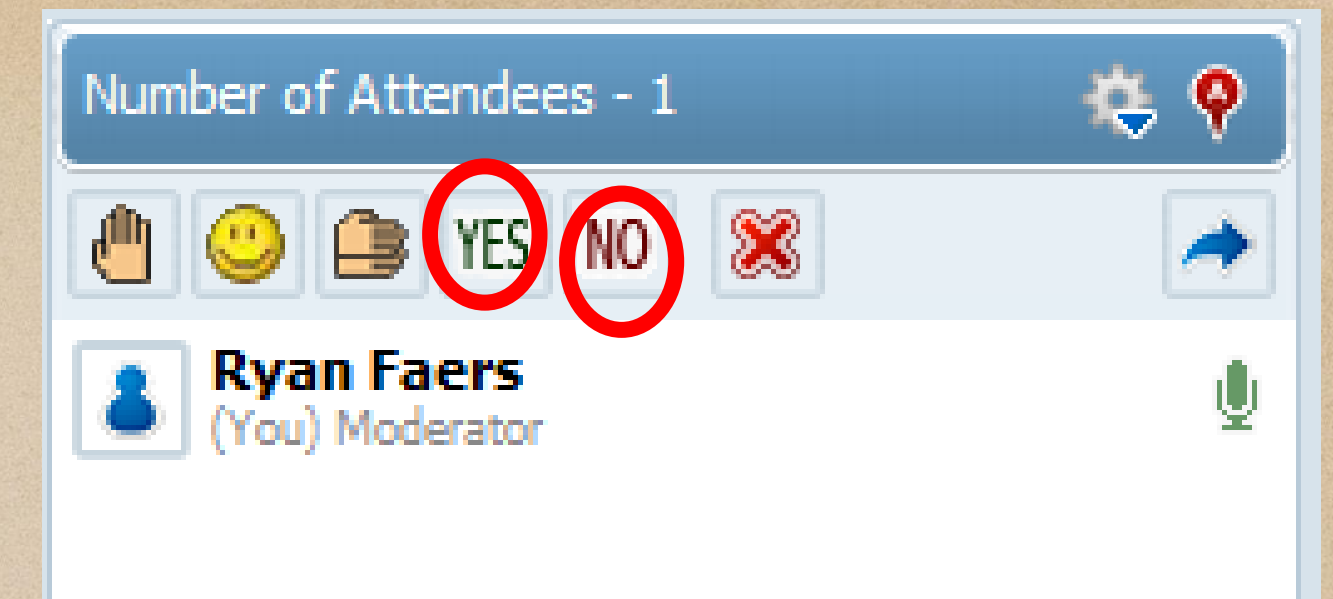 Number of Attendees - 1
YES NO
Ryan Faers
(You) Moderator